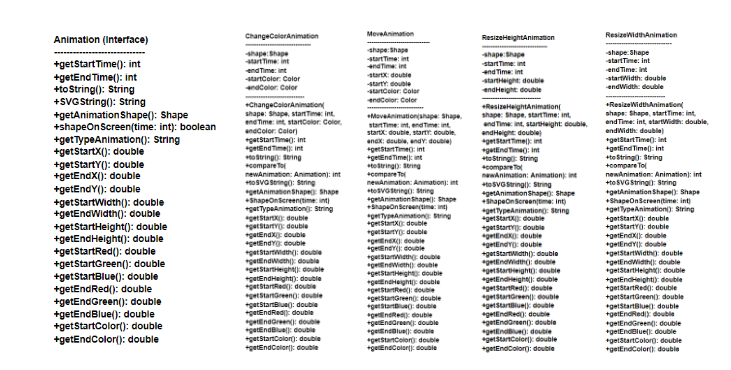 Animation (Interface)
----------------------------
+getStartTime(): int
+getEndTime(): int
+toString(): String
+SVGString(): String
+getAnimationShape(): Shape
+shapeOnScreen(time: int): boolean
+getTypeAnimation(): String
+getStartX(): double
+getStartY(): double
+getEndX(): double
+getEndY(): double
+getStartWidth(): double
+getEndWidth(): double
+getStartHeight(): double
+getEndHeight(): double
+getStartRed(): double
+getStartGreen(): double
+getStartBlue(): double
+getEndRed(): double
+getEndGreen(): double
+getEndBlue(): double
+getStartColor(): double
+getEndColor(): double
ChangeColorAnimation
----------------------------
-shape:Shape
-startTime: int
-endTime: int
-startColor: Color
-endColor: Color
----------------------------
+ChangeColorAnimation(
shape: Shape, startTime: int,
endTime: int, startColor: Color,
endColor: Color)
+getStartTime(): int
+getEndTime(): int
+toString(): String
+compareTo(
newAnimation: Animation): int
+toSVGString(): String
+getAnimationShape(): Shape
+ShapeOnScreen(time: int)
+getTypeAnimation(): String
+getStartX(): double
+getStartY(): double
+getEndX(): double
+getEndY(): double
+getStartWidth(): double
+getEndWidth(): double
+getStartHeight(): double
+getEndHeight(): double
+getStartRed(): double
+getStartGreen(): double
+getStartBlue(): double
+getEndRed(): double
+getEndGreen(): double
+getEndBlue(): double
+getStartColor(): double
+getEndColor(): double
MoveAnimation
----------------------------
-shape:Shape
-startTime: int
-endTime: int
-startX: double
-startY: double
-startColor: Color
-endColor: Color
----------------------------
+MoveAnimation(shape: Shape,
startTime: int, endTime: int,
startX: double, startY: double,
endX: double, endY: double)
+getStartTime(): int
+getEndTime(): int
+toString(): String
+compareTo(
newAnimation: Animation): int
+toSVGString(): String
+getAnimationShape(): Shape
+ShapeOnScreen(time: int)
+getTypeAnimation(): String
+getStartX(): double
+getStartY(): double
+getEndX(): double
+getEndY(): double
+getStartWidth(): double
+getEndWidth(): double
+getStartHeight(): double
+getEndHeight(): double
+getStartRed(): double
+getStartGreen(): double
+getStartBlue(): double
+getEndRed(): double
+getEndGreen(): double
+getEndBlue(): double
+getStartColor(): double
+getEndColor(): double
ResizeHeightAnimation
----------------------------
-shape:Shape
-startTime: int
-endTime: int
-startHeight: double
-endHeight: double
----------------------------
+ResizeHeightAnimation(
shape: Shape, startTime: int,
endTime: int, startHeight: double,
endHeight: double)
+getStartTime(): int
+getEndTime(): int
+toString(): String
+compareTo(
newAnimation: Animation): int
+toSVGString(): String
+getAnimationShape(): Shape
+ShapeOnScreen(time: int)
+getTypeAnimation(): String
+getStartX(): double
+getStartY(): double
+getEndX(): double
+getEndY(): double
+getStartWidth(): double
+getEndWidth(): double
+getStartHeight(): double
+getEndHeight(): double
+getStartRed(): double
+getStartGreen(): double
+getStartBlue(): double
+getEndRed(): double
+getEndGreen(): double
+getEndBlue(): double
+getStartColor(): double
+getEndColor(): double
ResizeWidthAnimation
----------------------------
-shape:Shape
-startTime: int
-endTime: int
-startWidth: double
-endWidth: double
----------------------------
+ResizeWidthAnimation(
shape: Shape, startTime: int,
endTime: int, startWidth: double,
endWidth: double)
+getStartTime(): int
+getEndTime(): int
+toString(): String
+compareTo(
newAnimation: Animation): int
+toSVGString(): String
+getAnimationShape(): Shape
+ShapeOnScreen(time: int)
+getTypeAnimation(): String
+getStartX(): double
+getStartY(): double
+getEndX(): double
+getEndY(): double
+getStartWidth(): double
+getEndWidth(): double
+getStartHeight(): double
+getEndHeight(): double
+getStartRed(): double
+getStartGreen(): double
+getStartBlue(): double
+getEndRed(): double
+getEndGreen(): double
+getEndBlue(): double
+getStartColor(): double
+getEndColor(): double